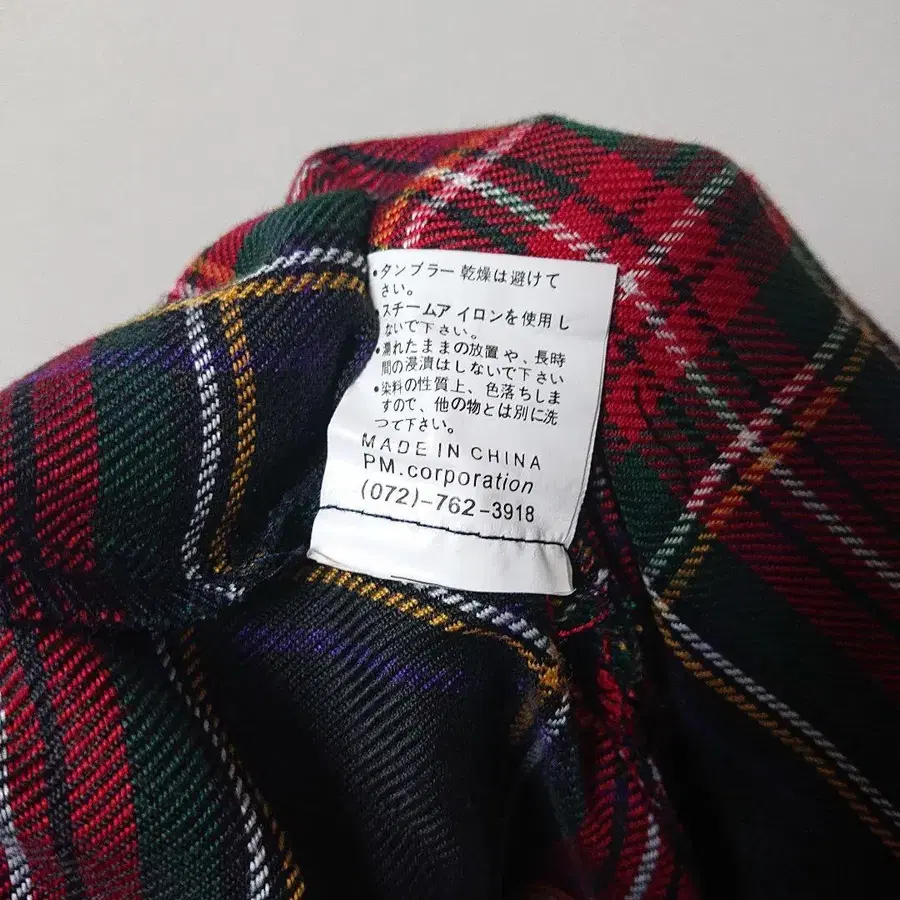 •タンブラー乾燥は避けて
さい。
•スチームアイロンを使用し
ないで下さい。
•濡れたままの放置や、長時
間の浸漬はしないで下さい
•染料の性質上、色落ちしま
すので、他の物とは別に洗
つて下さい。
MADE IN CHINA
PM.corporation
(072)-762-3918